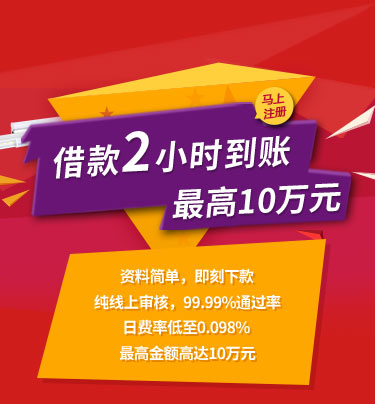 马上
注册
借款2小时到账
最高10万元
资料简单，即刻下款
纯线上审核，99.99%通过率
日费率低至0.098%
最高金额高达10万元